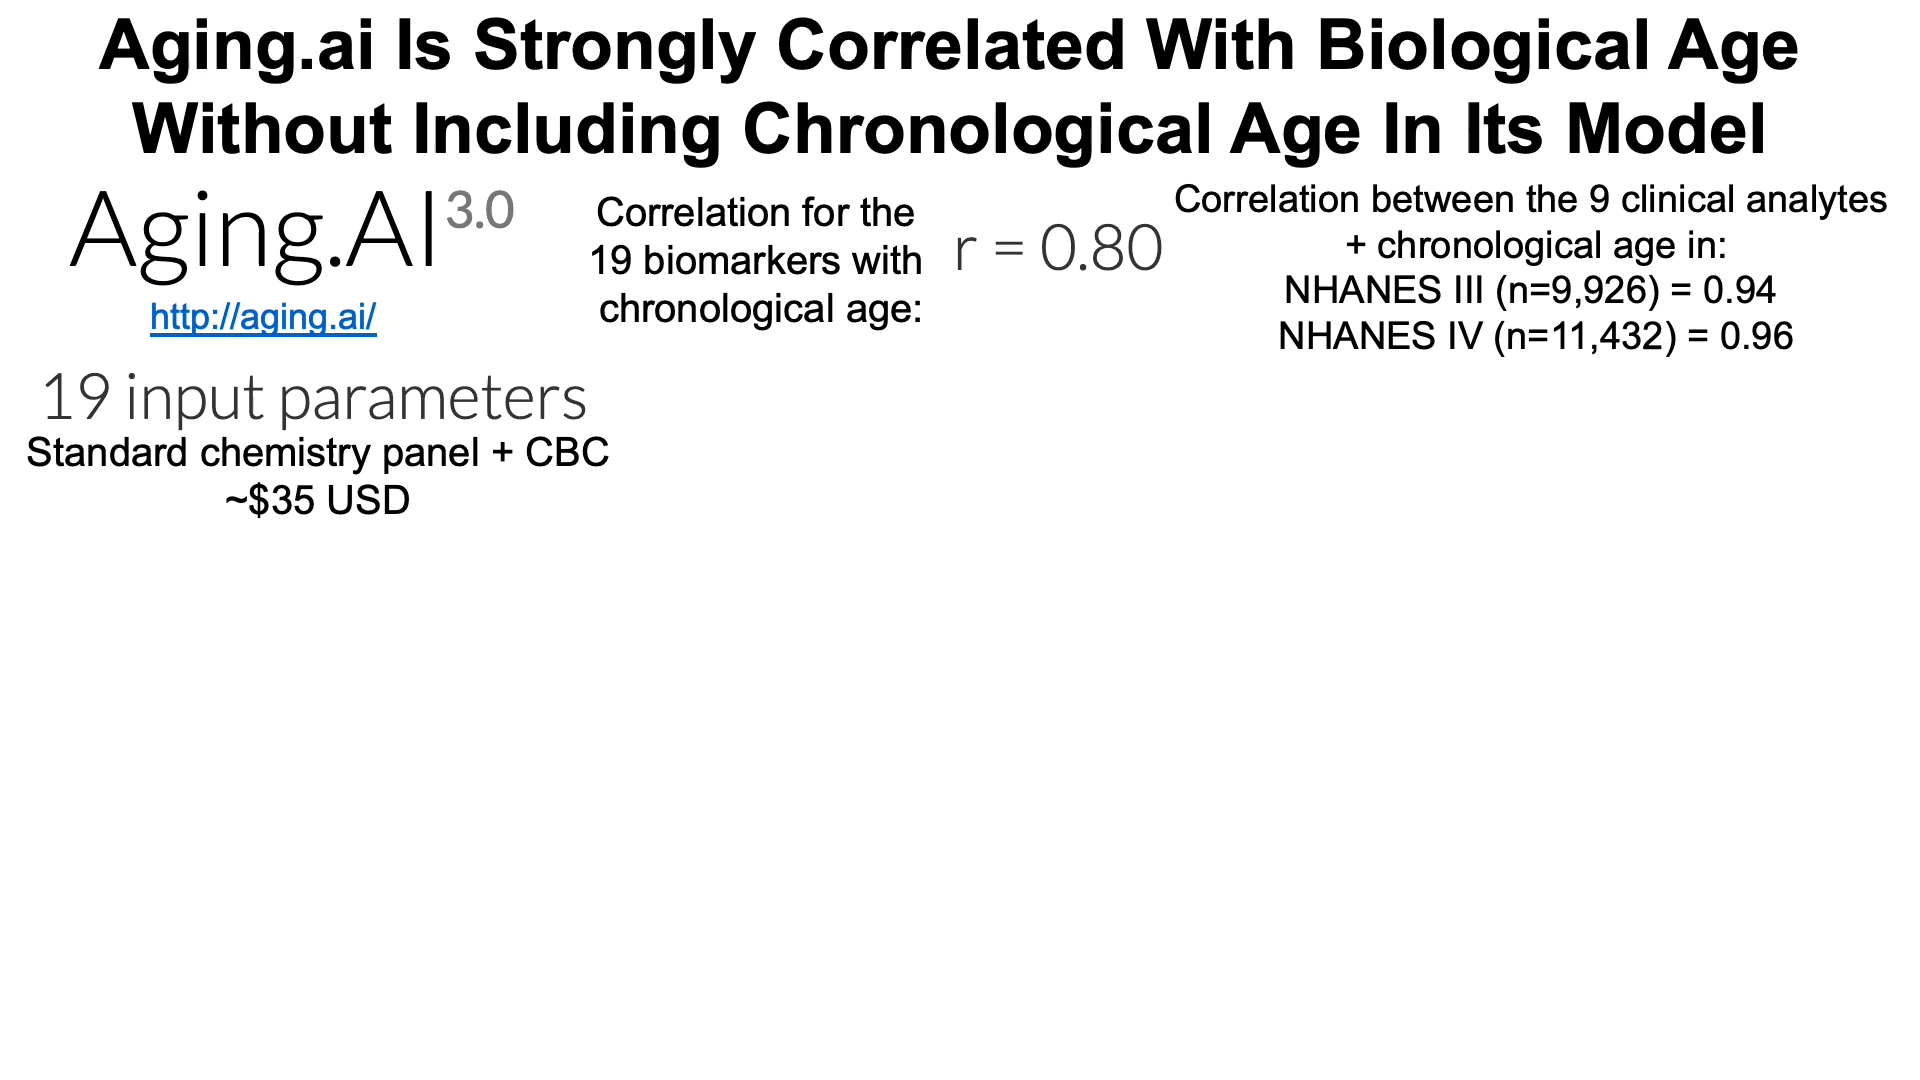 Aging.ai Is Strongly Correlated With Biological Age
Without Including Chronological Age In Its Model
Aging.AI 3.0
http://aging.ai/
19 input parameters
Standard chemistry panel + CBC
~$35 USD
Correlation for the
19 biomarkers with
chronological age:
r = 0.80
Correlation between the 9 clinical analytes
+ chronological age in:
NHANES III (n=9,926) = 0.94
NHANES IV (n=11,432) = 0.96